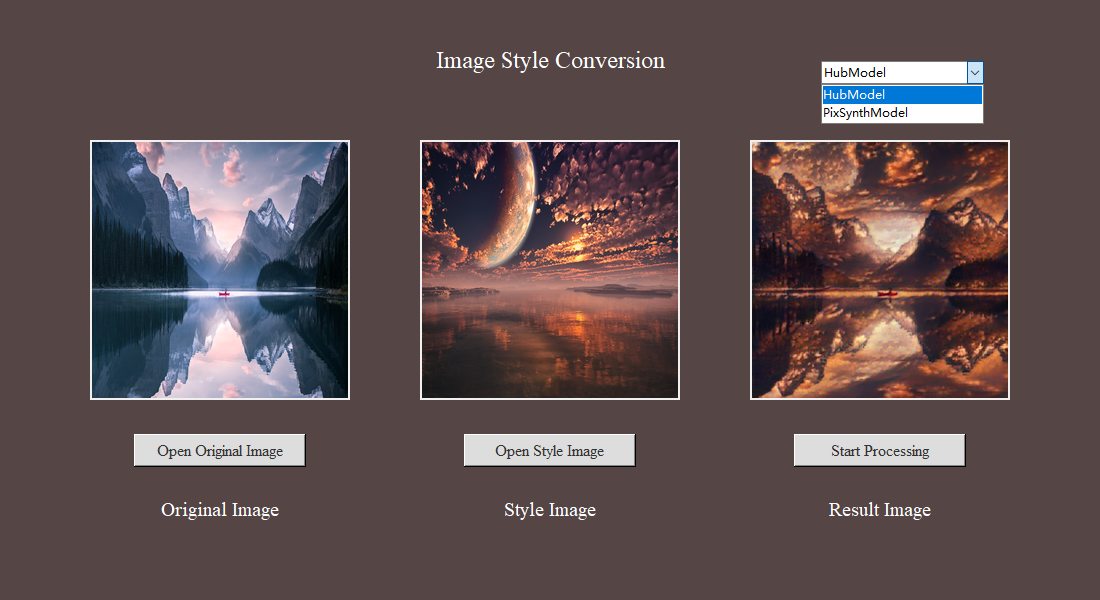 Image Style Conversion
HubModel
HubModel
PixSynthModel
Open Original Image
Open Style Image
Start Processing
Original Image
Style Image
Result Image